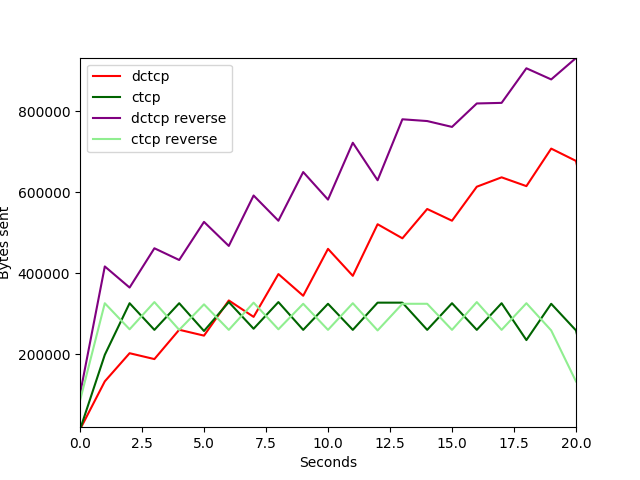 dctcp
ctcp
dctcp reverse
ctcp reverse
800000
600000
400000
200000
Bytes sent
0.0 2.5 5.0 7.5 10.0 12.5 15.0 17.5 20.0
Seconds